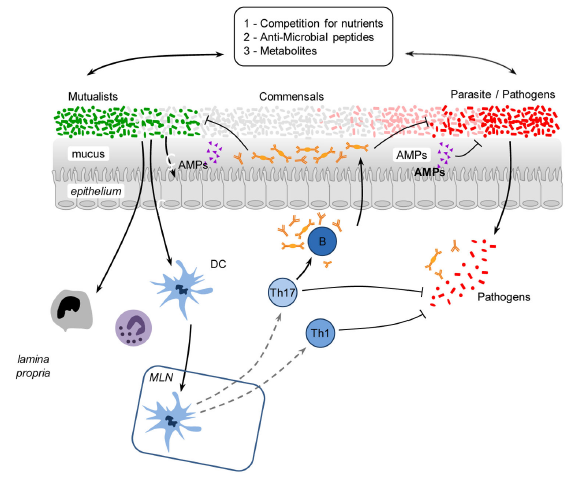 1 - Competition for nutrients
2 - Anti-Microbial peptides
3 - Metabolites
Mutualists
Commensals
Parasite / Pathogens
mucus
AMPs
AMPs
AMPs
epithelium
B
DC
Th17
Pathogens
Th1
lamina
propria
MLN